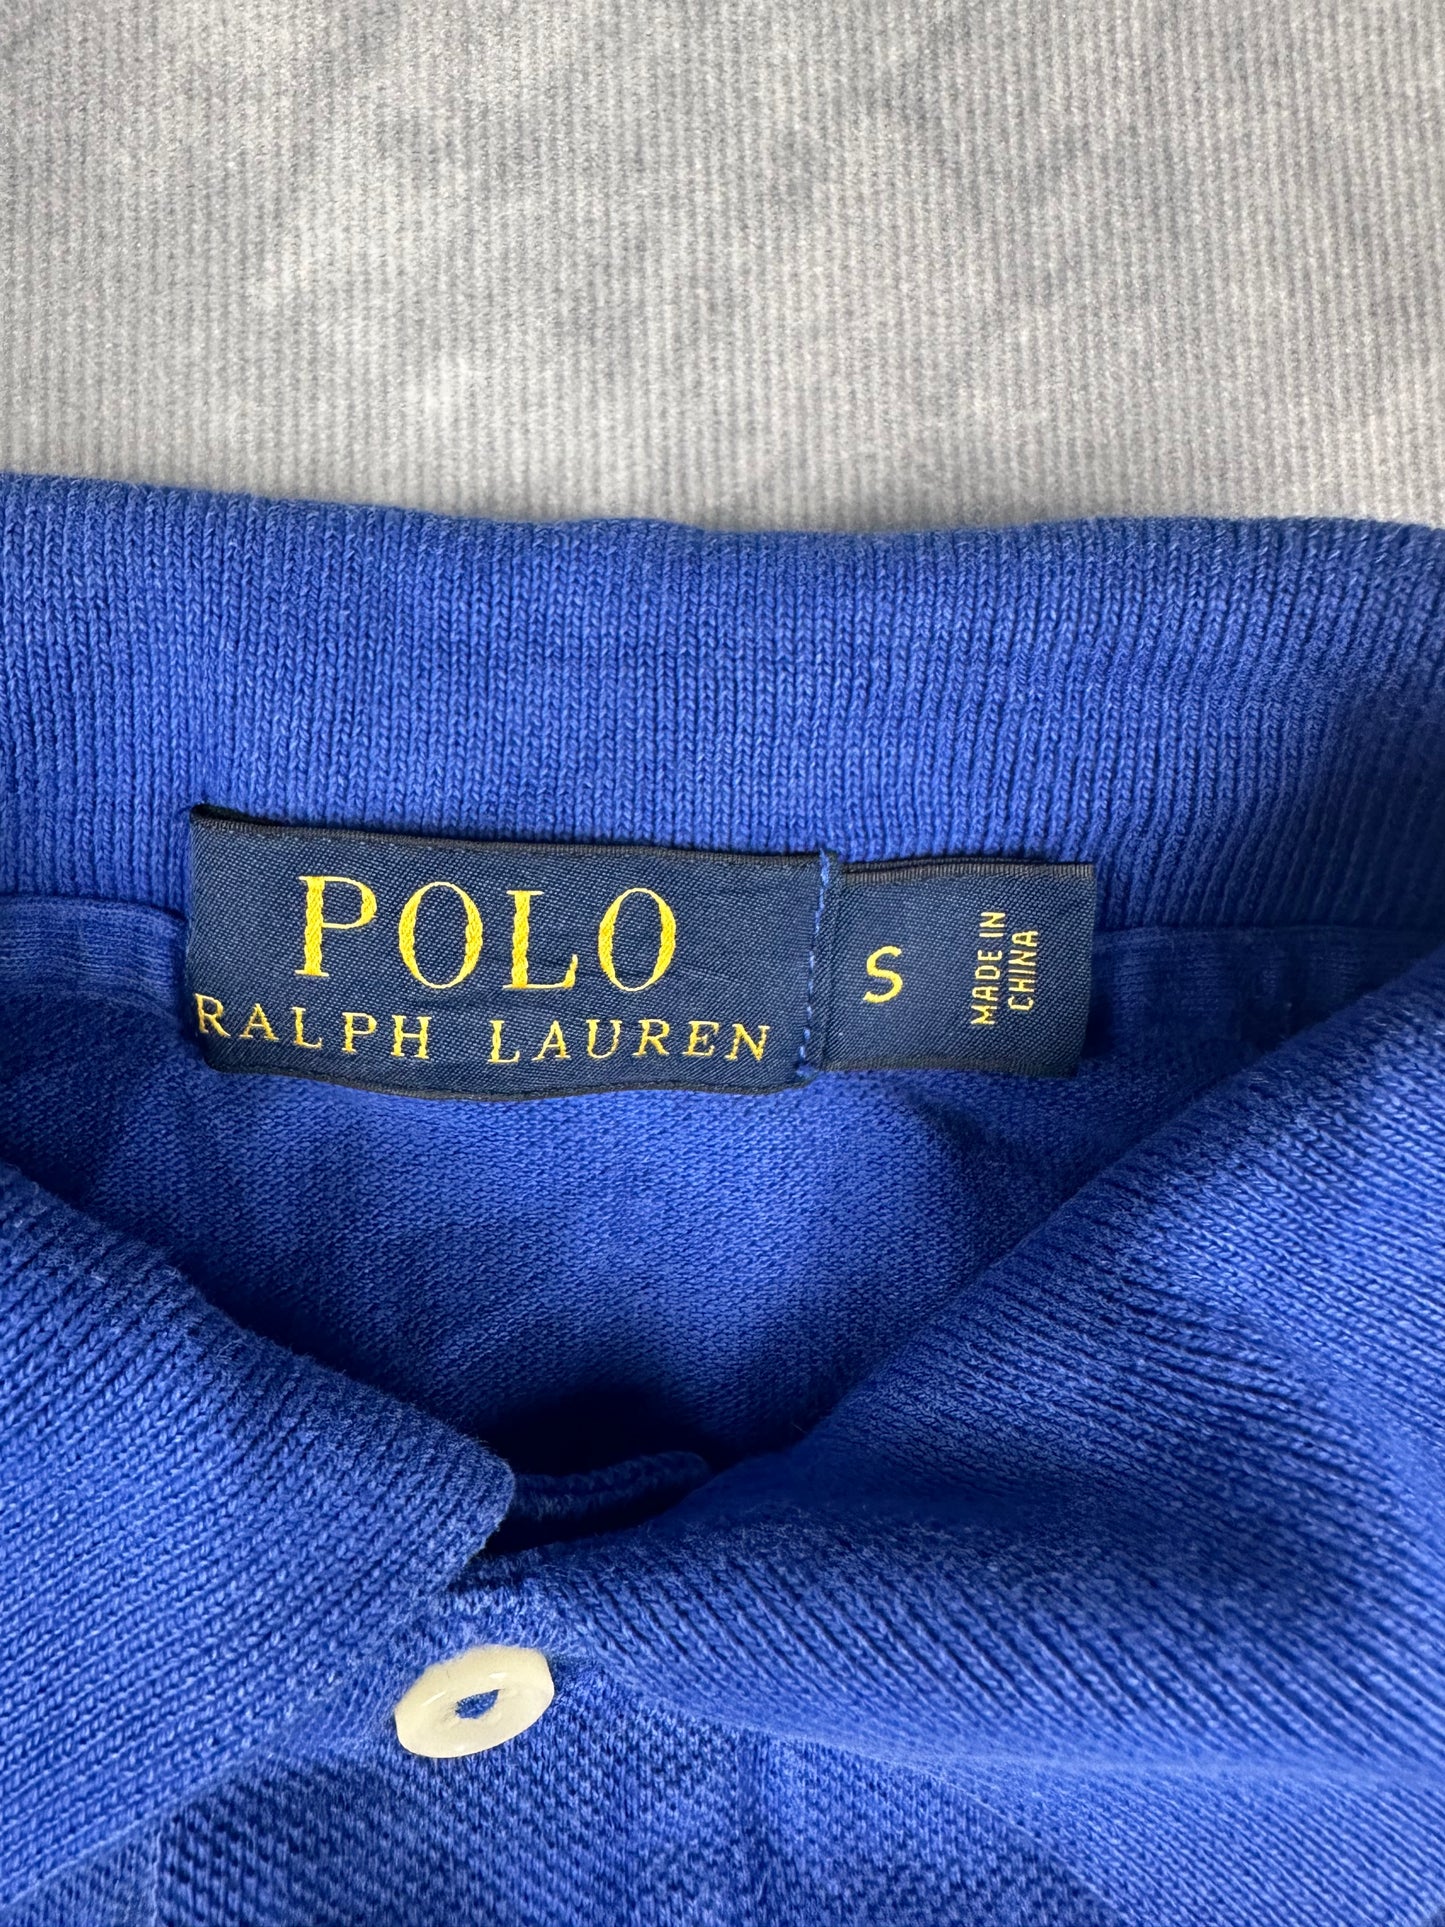 POLO
RALPH LAUREN
S
MADE IN
CHINA